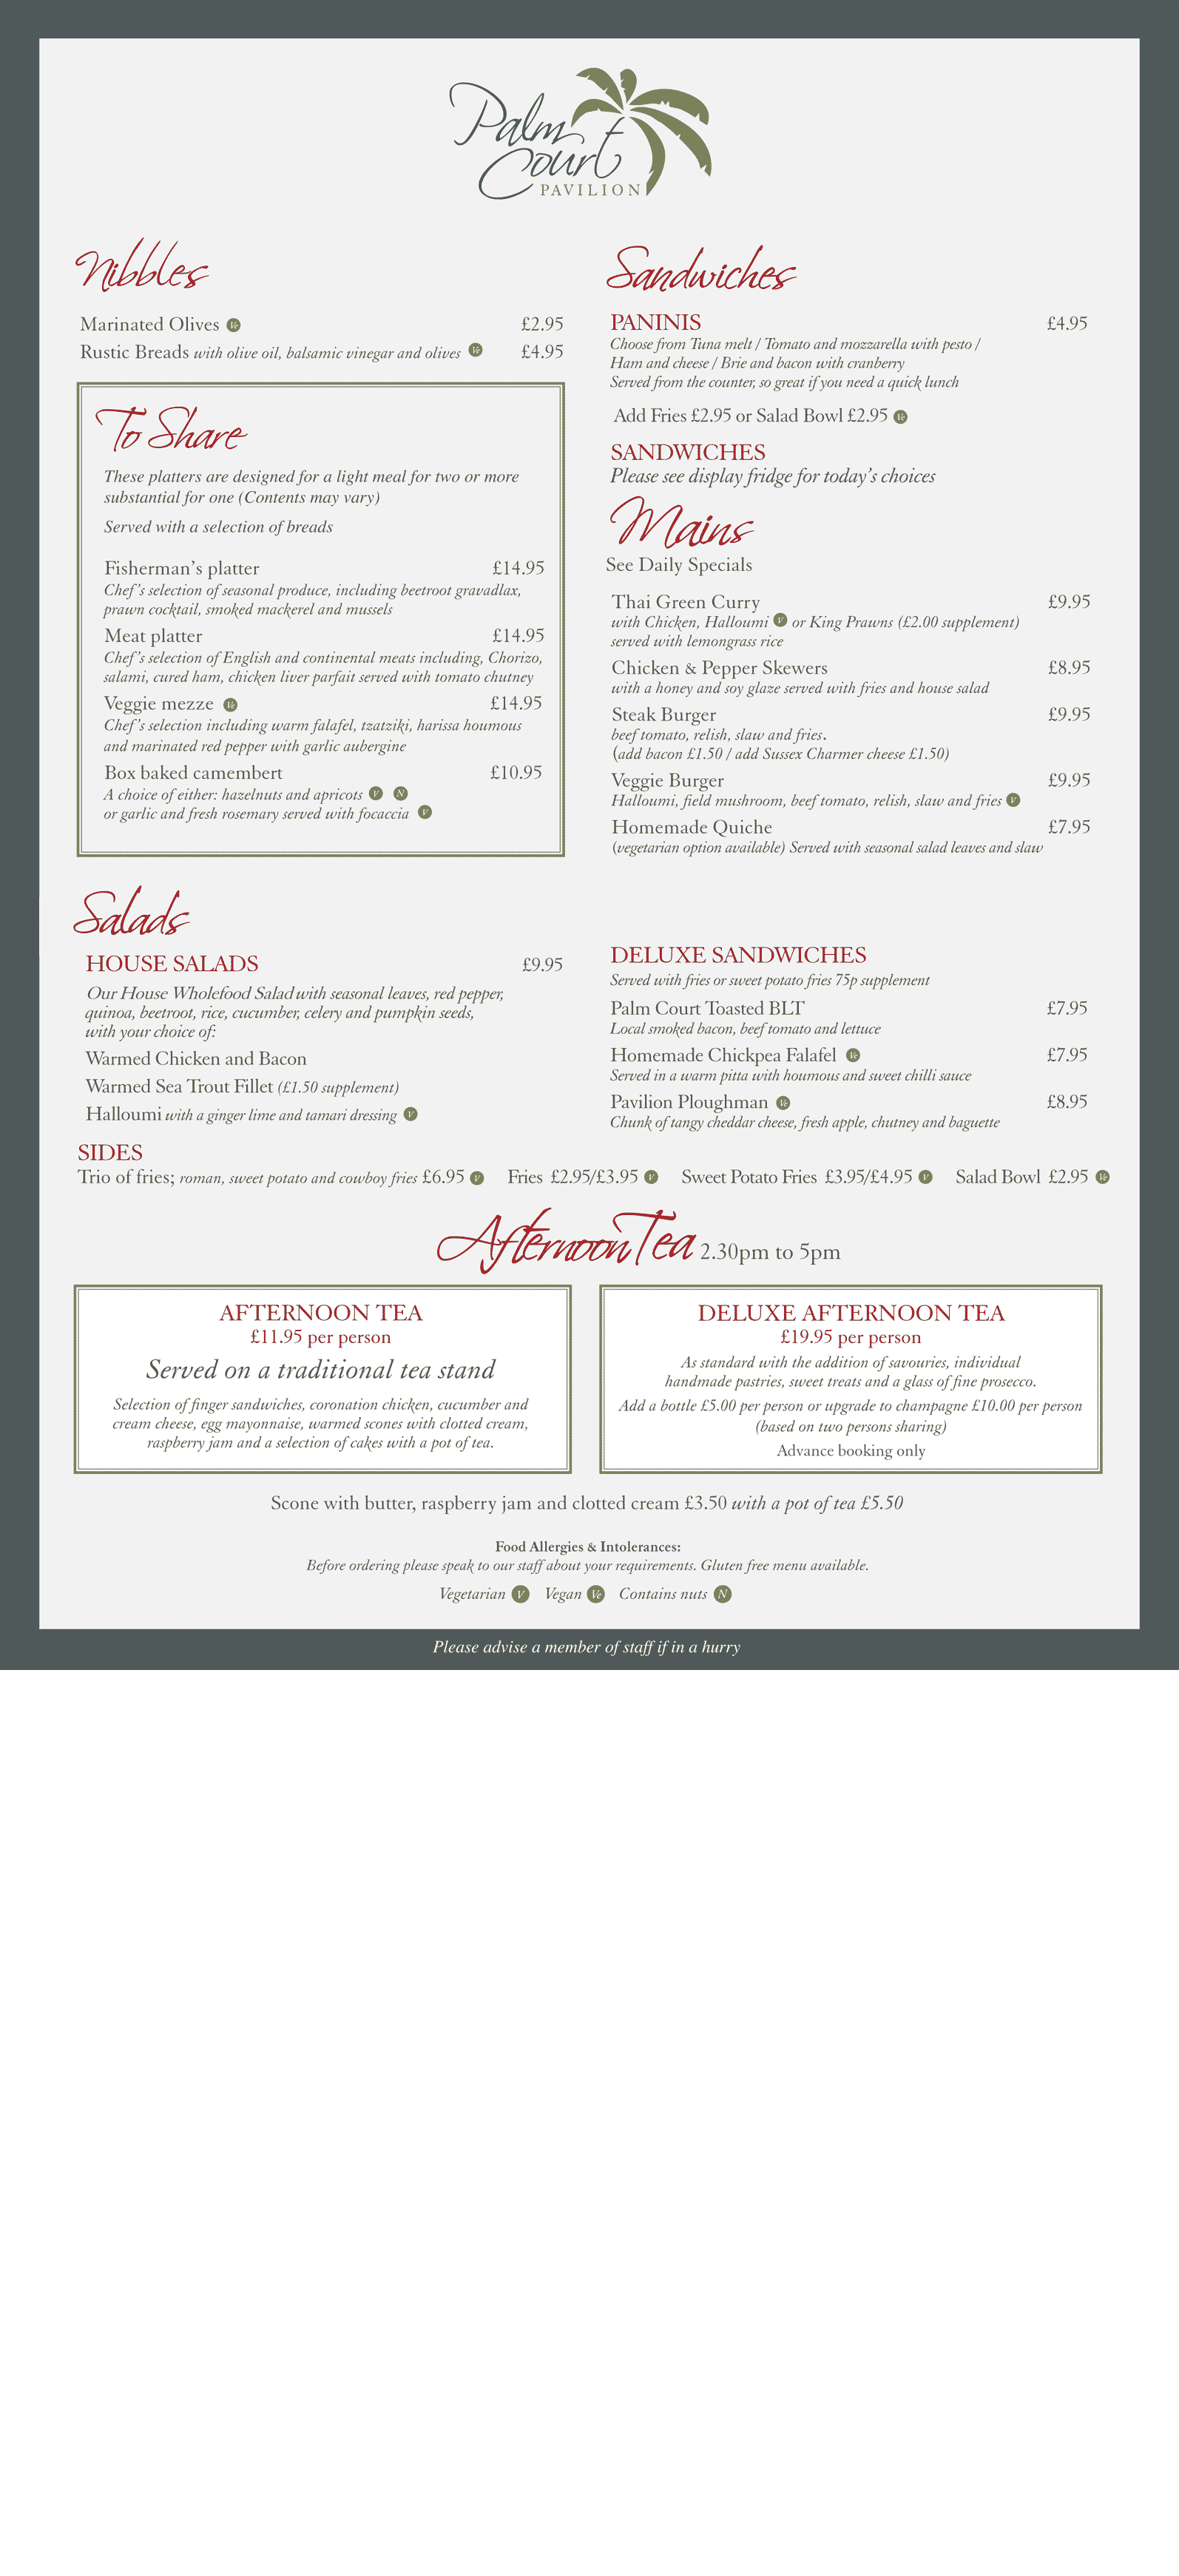 Palm
Court
PAVILION
Nibbles
Marinated Olives Ve £2.95
Rustic Breads with olive oil, balsamic vinegar and olives Ve £4.95
To Share
These platters are designed for a light meal for two or more
substantial for one (Contents may vary)
Served with a selection of breads
Fisherman's platter £14.95
Chef's selection of seasonal produce, including beetroot gravadlax,
prawn cocktail, smoked mackerel and mussels
Meat platter £14.95
Chef's selection of English and continental meats including, Chorizo,
salami, cured ham, chicken liver parfait served with tomato chutney
Veggie mezze Ve £14.95
Chef's selection including warm falafel, tzatziki, harissa houmous
and marinated red pepper with garlic aubergine
Box baked camembert £10.95
A choice of either: hazelnuts and apricots V N
or garlic and fresh rosemary served with focaccia V
Sandwiches
PANINIS £4.95
Choose from Tuna melt / Tomato and mozzarella with pesto /
Ham and cheese / Brie and bacon with cranberry
Served from the counter, so great if you need a quick lunch
Add Fries £2.95 or Salad Bowl £2.95 Ve
SANDWICHES
Please see display fridge for today's choices
Mains
See Daily Specials
Thai Green Curry £9.95
with Chicken, Halloumi V or King Prawns (£2.00 supplement)
served with lemongrass rice
Chicken & Pepper Skewers £8.95
with a honey and soy glaze served with fries and house salad
Steak Burger £9.95
beef tomato, relish, slaw and fries.
(add bacon £1.50 / add Sussex Charmer cheese £1.50)
Veggie Burger £9.95
Halloumi, field mushroom, beef tomato, relish, slaw and fries V
Homemade Quiche £7.95
(vegetarian option available) Served with seasonal salad leaves and slaw
Salads
HOUSE SALADS £9.95
Our House Wholefood Salad with seasonal leaves, red pepper,
quinoa, beetroot, rice, cucumber, celery and pumpkin seeds,
with your choice of:
Warmed Chicken and Bacon
Warmed Sea Trout Fillet (£1.50 supplement)
Halloumi with a ginger lime and tamari dressing V
DELUXE SANDWICHES
Served with fries or sweet potato fries 75p supplement
Palm Court Toasted BLT £7.95
Local smoked bacon, beef tomato and lettuce
Homemade Chickpea Falafel Ve £7.95
Served in a warm pitta with houmous and sweet chilli sauce
Pavilion Ploughman Ve £8.95
Chunk of tangy cheddar cheese, fresh apple, chutney and baguette
SIDES
Trio of fries; roman, sweet potato and cowboy fries £6.95 V Fries £2.95/£3.95 V Sweet Potato Fries £3.95/£4.95 V Salad Bowl £2.95 Ve
Afternoon Tea 2.30pm to 5pm
AFTERNOON TEA
£11.95 per person
Served on a traditional tea stand
Selection of finger sandwiches, coronation chicken, cucumber and
cream cheese, egg mayonnaise, warmed scones with clotted cream,
raspberry jam and a selection of cakes with a pot of tea.
DELUXE AFTERNOON TEA
£19.95 per person
As standard with the addition of savouries, individual
handmade pastries, sweet treats and a glass of fine prosecco.
Add a bottle £5.00 per person or upgrade to champagne £10.00 per person
(based on two persons sharing)
Advance booking only
Scone with butter, raspberry jam and clotted cream £3.50 with a pot of tea £5.50
Food Allergies & Intolerances:
Before ordering please speak to our staff about your requirements. Gluten free menu available.
Vegetarian V Vegan Ve Contains nuts N
Please advise a member of staff if in a hurry